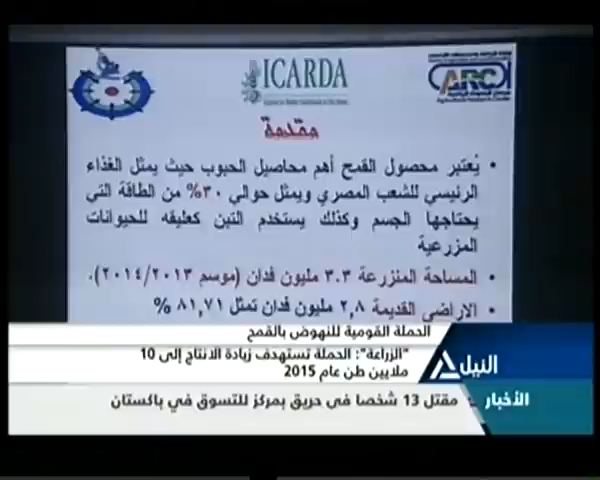 ICARDA
ARC
مقدمة
• يُعتبر محصول القمح أهم محاصيل الحبوب حيث يمثل الغذاء
الرئيسي للشعب المصري ويمثل حوالي ٣٠% من الطاقة التي
يحتاجها الجسم وكذلك يستخدم التبن كعليقه للحيوانات
المزرعية
• المساحة المنزرعة ٣.٣ مليون فدان (موسم ٢٠١٤/٢٠١٣).
• الاراضي القديمة ٢,٨ مليون فدان تمثل ٨١,٧١ %
الحملة القومية للنهوض بالقمح
"الزراعة": الحملة تستهدف زيادة الانتاج إلى 10
ملايين طن عام 2015
النيل
الأخبار
مقتل 13 شخصا فى حريق بمركز للتسوق في باكستان